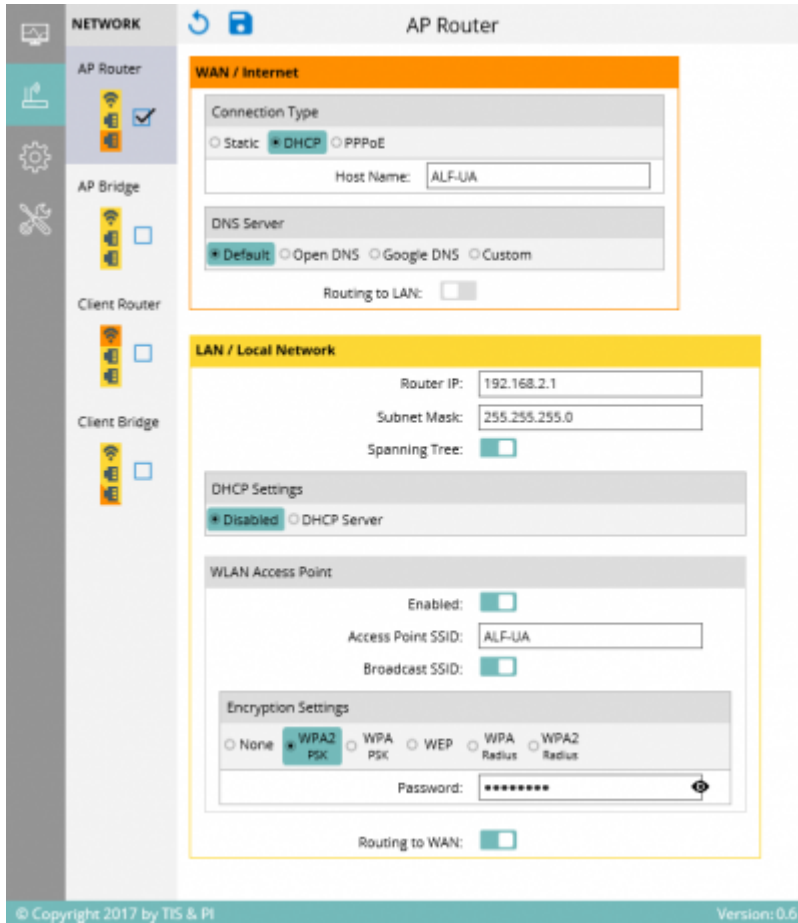 NETWORK
AP Router
AP Router
AP Bridge
Client Router
Client Bridge
WAN / Internet
Connection Type
Static DHCP PPPoE
Host Name: ALF-UA
DNS Server
Default Open DNS Google DNS Custom
Routing to LAN:
LAN / Local Network
Router IP: 192.168.2.1
Subnet Mask: 255.255.255.0
Spanning Tree:
DHCP Settings
Disabled DHCP Server
WLAN Access Point
Enabled:
Access Point SSID: ALF-UA
Broadcast SSID:
Encryption Settings
None WPA2 PSK WPA PSK WEP WPA Radius WPA2 Radius
Password: ••••••••
Routing to WAN:
© Copyright 2017 by TIS & PI Version: 0.6